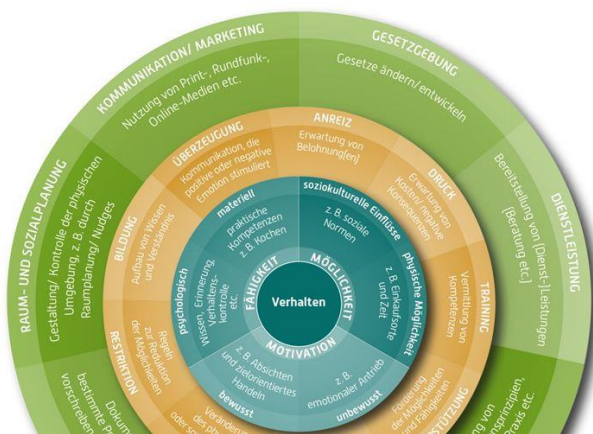 KOMMUNIKATION/ MARKETING
Nutzung von Print-, Rundfunk-,
Online-Medien etc.
GESETZGEBUNG
Gesetze ändern/ entwickeln
DIENSTLEISTUNG
Bereitstellung von (Dienst-)Leistungen
(Beratung etc.)
RAUM- UND SOZIALPLANUNG
Gestaltung/ Kontrolle der physischen
Umgebung, z. B. durch
Raumplanung/ Nudges
ÜBERZEUGUNG
Kommunikation, die
positive oder negative
Emotion stimuliert
ANREIZ
Erwartung von
Belohnung(en)
DRUCK
Erwartung von
Kosten/ negative
Konsequenzen
TRAINING
Vermittlung von
Kompetenzen
BILDUNG
Aufbau von Wissen
und Verständnis
RESTRIKTION
Regeln
zur Reduktion
der Möglichkeiten
Förderung
der Möglichkeiten
und Fähigkeiten
materiell
praktische
Kompetenzen
z. B. Kochen
soziokulturelle Einflüsse
z. B. soziale
Normen
physische Möglichkeit
z. B. Einkaufsorte
und Zeit
psychologisch
Wissen, Erinnerung,
Verhaltens-
kontrolle
etc.
FÄHIGKEIT
MÖGLICHKEIT
MOTIVATION
Verhalten
z. B. Absichten
und zielorientiertes
Handeln
bewusst
z. B.
emotionaler Antrieb
unbewusst